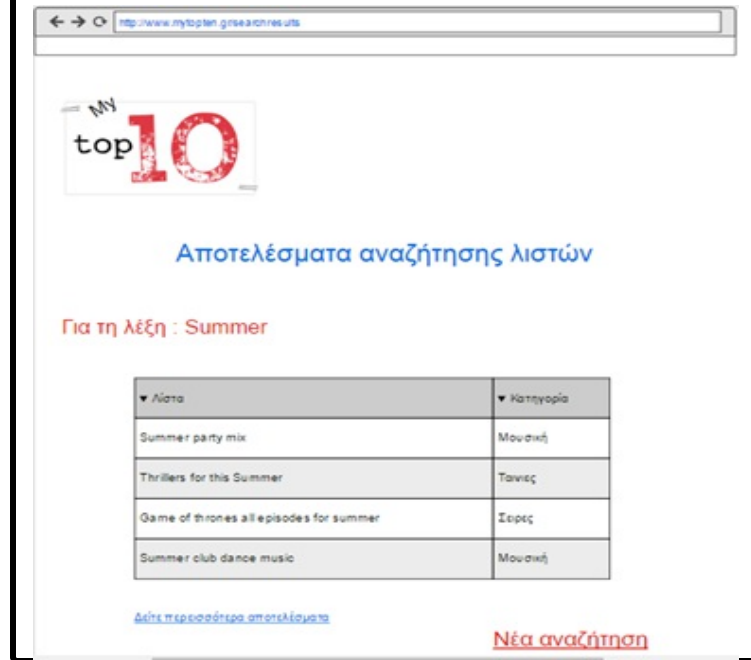 http://www.mytopten.gr/searchresults
My
top 10
Αποτελέσματα αναζήτησης λιστών
Για τη λέξη : Summer
▼ Λίστα ▼ Κατηγορία
Summer party mix Μουσική
Thrillers for this Summer Ταινιες
Game of thrones all episodes for summer Σειρες
Summer club dance music Μουσική
Δείτε περισσότερα αποτελέσματα
Νέα αναζήτηση